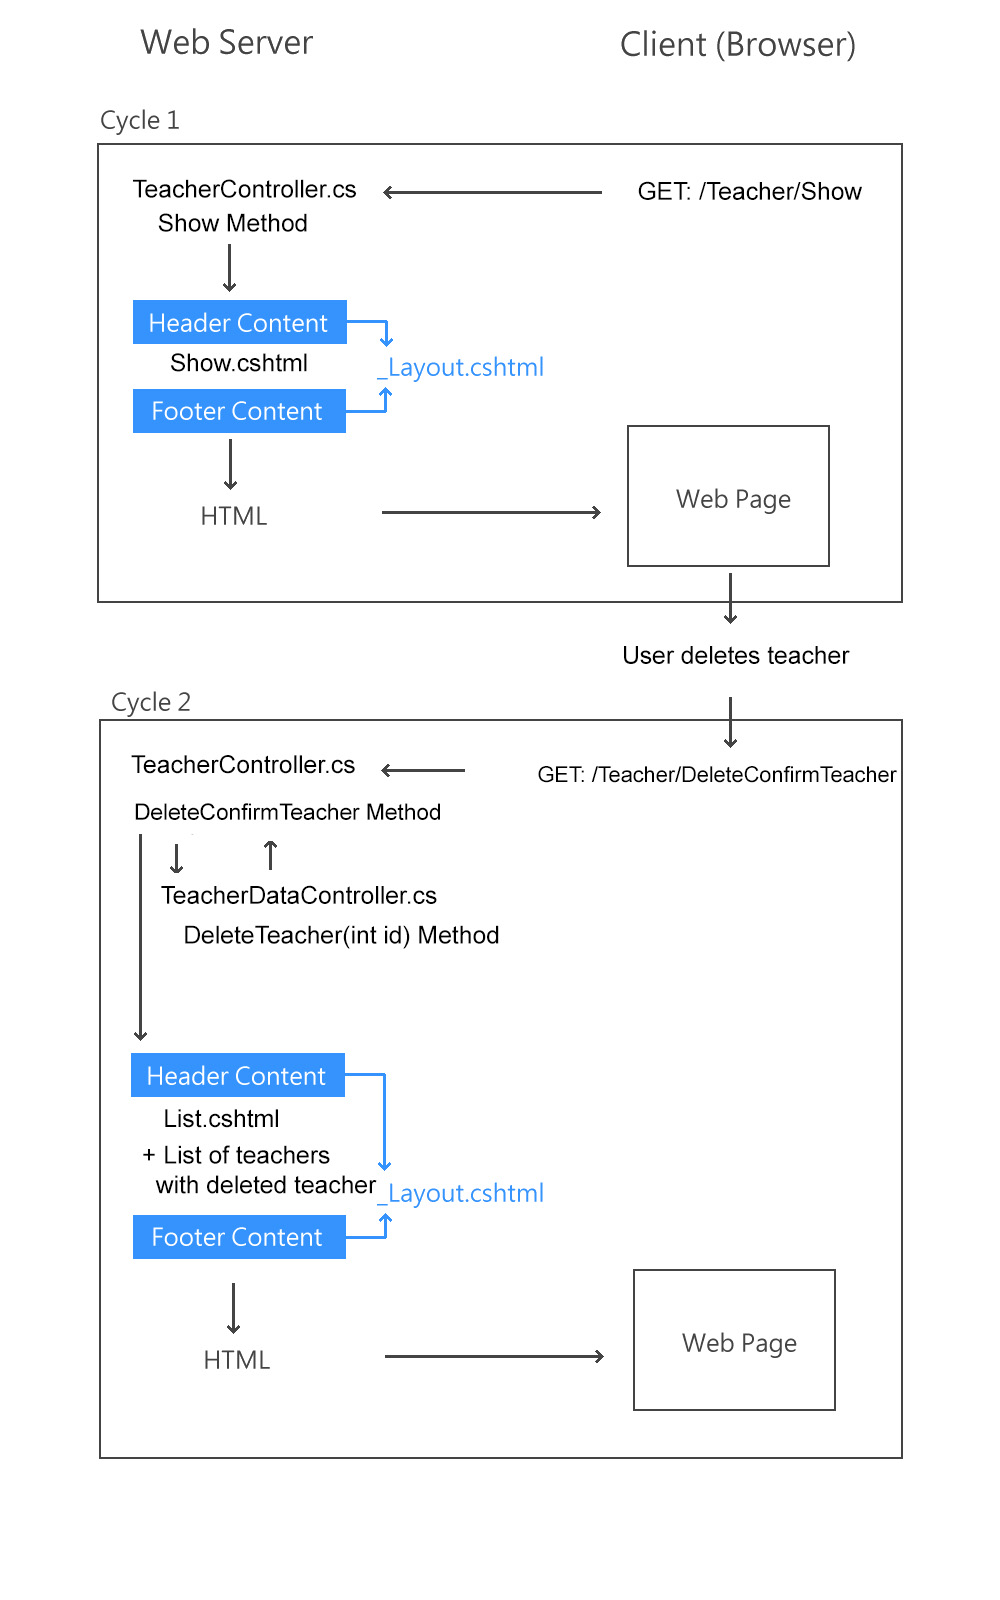 Web Server
Client (Browser)
Cycle 1
TeacherController.cs
GET: /Teacher/Show
Show Method
Header Content
Show.cshtml
_Layout.cshtml
Footer Content
HTML
Web Page
User deletes teacher
Cycle 2
TeacherController.cs
GET: /Teacher/DeleteConfirmTeacher
DeleteConfirmTeacher Method
TeacherDataController.cs
DeleteTeacher(int id) Method
Header Content
List.cshtml
+ List of teachers
with deleted teacher
_Layout.cshtml
Footer Content
HTML
Web Page